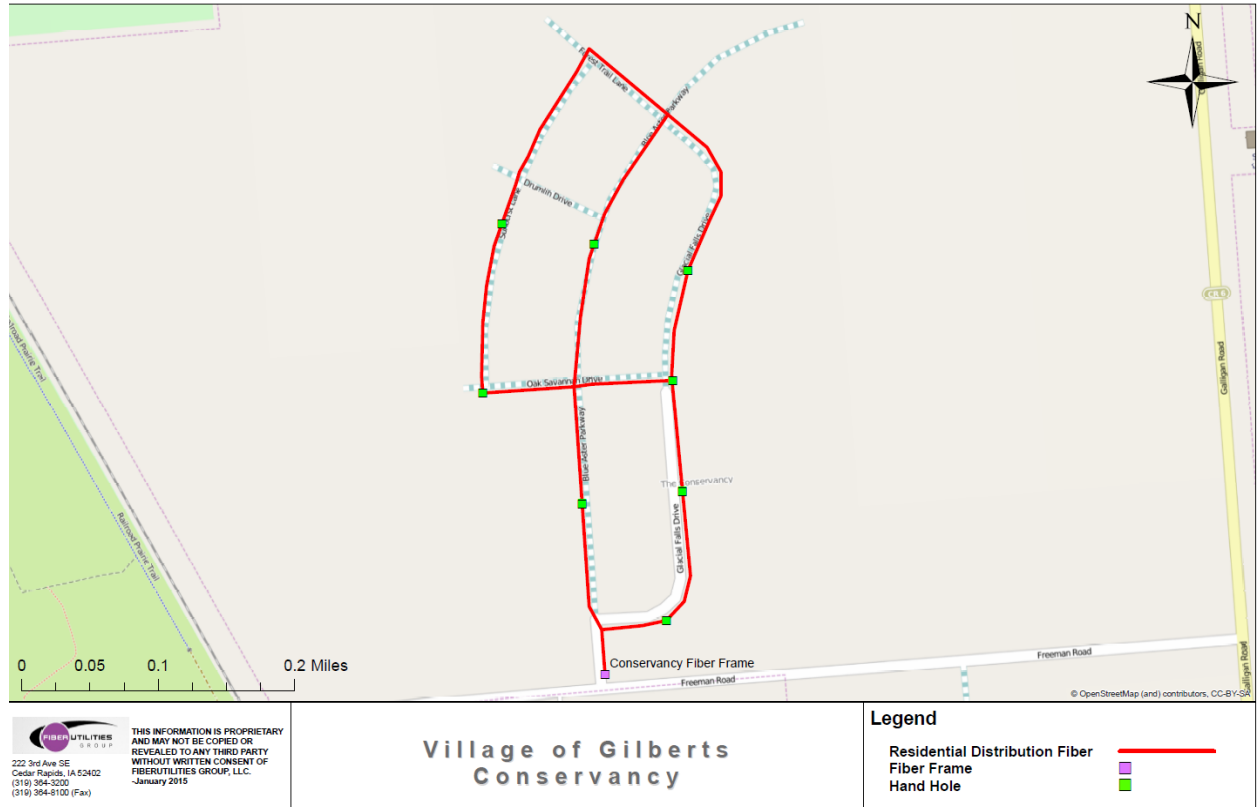 N
Galligan Road
Forest Trail Lane
Blue Aster Parkway
Drumlin Drive
Glacial Falls Drive
Oak Savannah Drive
Blue Aster Parkway
The Conservancy
Glacial Falls Drive
Galligan Road
Railroad Prairie Trail
Railroad Prairie Trail
0 0.05 0.1 0.2 Miles
Conservancy Fiber Frame
Freeman Road
Freeman Road
Galligan Road
© OpenStreetMap (and) contributors, CC-BY-SA
FIBER UTILITIES
GROUP
222 3rd Ave SE
Cedar Rapids, IA 52402
(319) 364-3200
(319) 364-8100 (Fax)
THIS INFORMATION IS PROPRIETARY
AND MAY NOT BE COPIED OR
REVEALED TO ANY THIRD PARTY
WITHOUT WRITTEN CONSENT OF
FIBERUTILITIES GROUP, LLC.
-January 2015
Village of Gilberts
Conservancy
Legend
Residential Distribution Fiber
Fiber Frame
Hand Hole